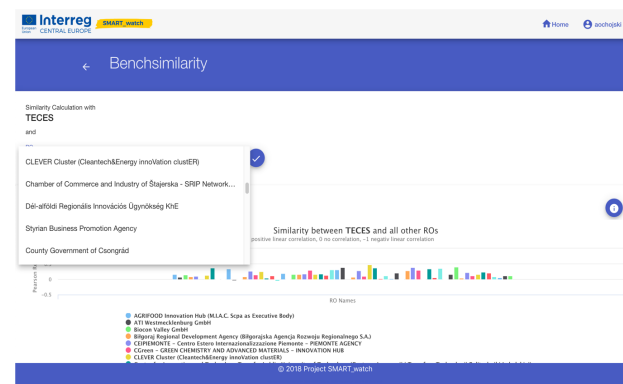 European
Union
Interreg
CENTRAL EUROPE
SMART_watch
Home
aochojski
Benchsimilarity
Similarity Calculation with
TECES
and
CLEVER Cluster (Cleantech&Energy innoVation clustER)
Chamber of Commerce and Industry of Štajerska - SRIP Network...
Dél-alföldi Regionális Innovációs Ügynökség KhE
Styrian Business Promotion Agency
County Government of Csongrád
Similarity between TECES and all other ROs
positive linear correlation, 0 no correlation, -1 negativ linear correlation
Pearson
0
-0.5
RO Names
AGRIFOOD Innovation Hub (M.I.A.C. Scpa as Executive Body)
ATI Westmecklenburg GmbH
Biocon Valley GmbH
Bilgoraj Regional Development Agency (Biłgorajska Agencja Rozwoju Regionalnego S.A.)
CEIPIEMONTE - Centro Estero Internazionalizzazione Piemonte - PIEMONTE AGENCY
CGreen - GREEN CHEMISTRY AND ADVANCED MATERIALS - INNOVATION HUB
CLEVER Cluster (Cleantech&Energy innoVation clustER)
© 2018 Project SMART_watch